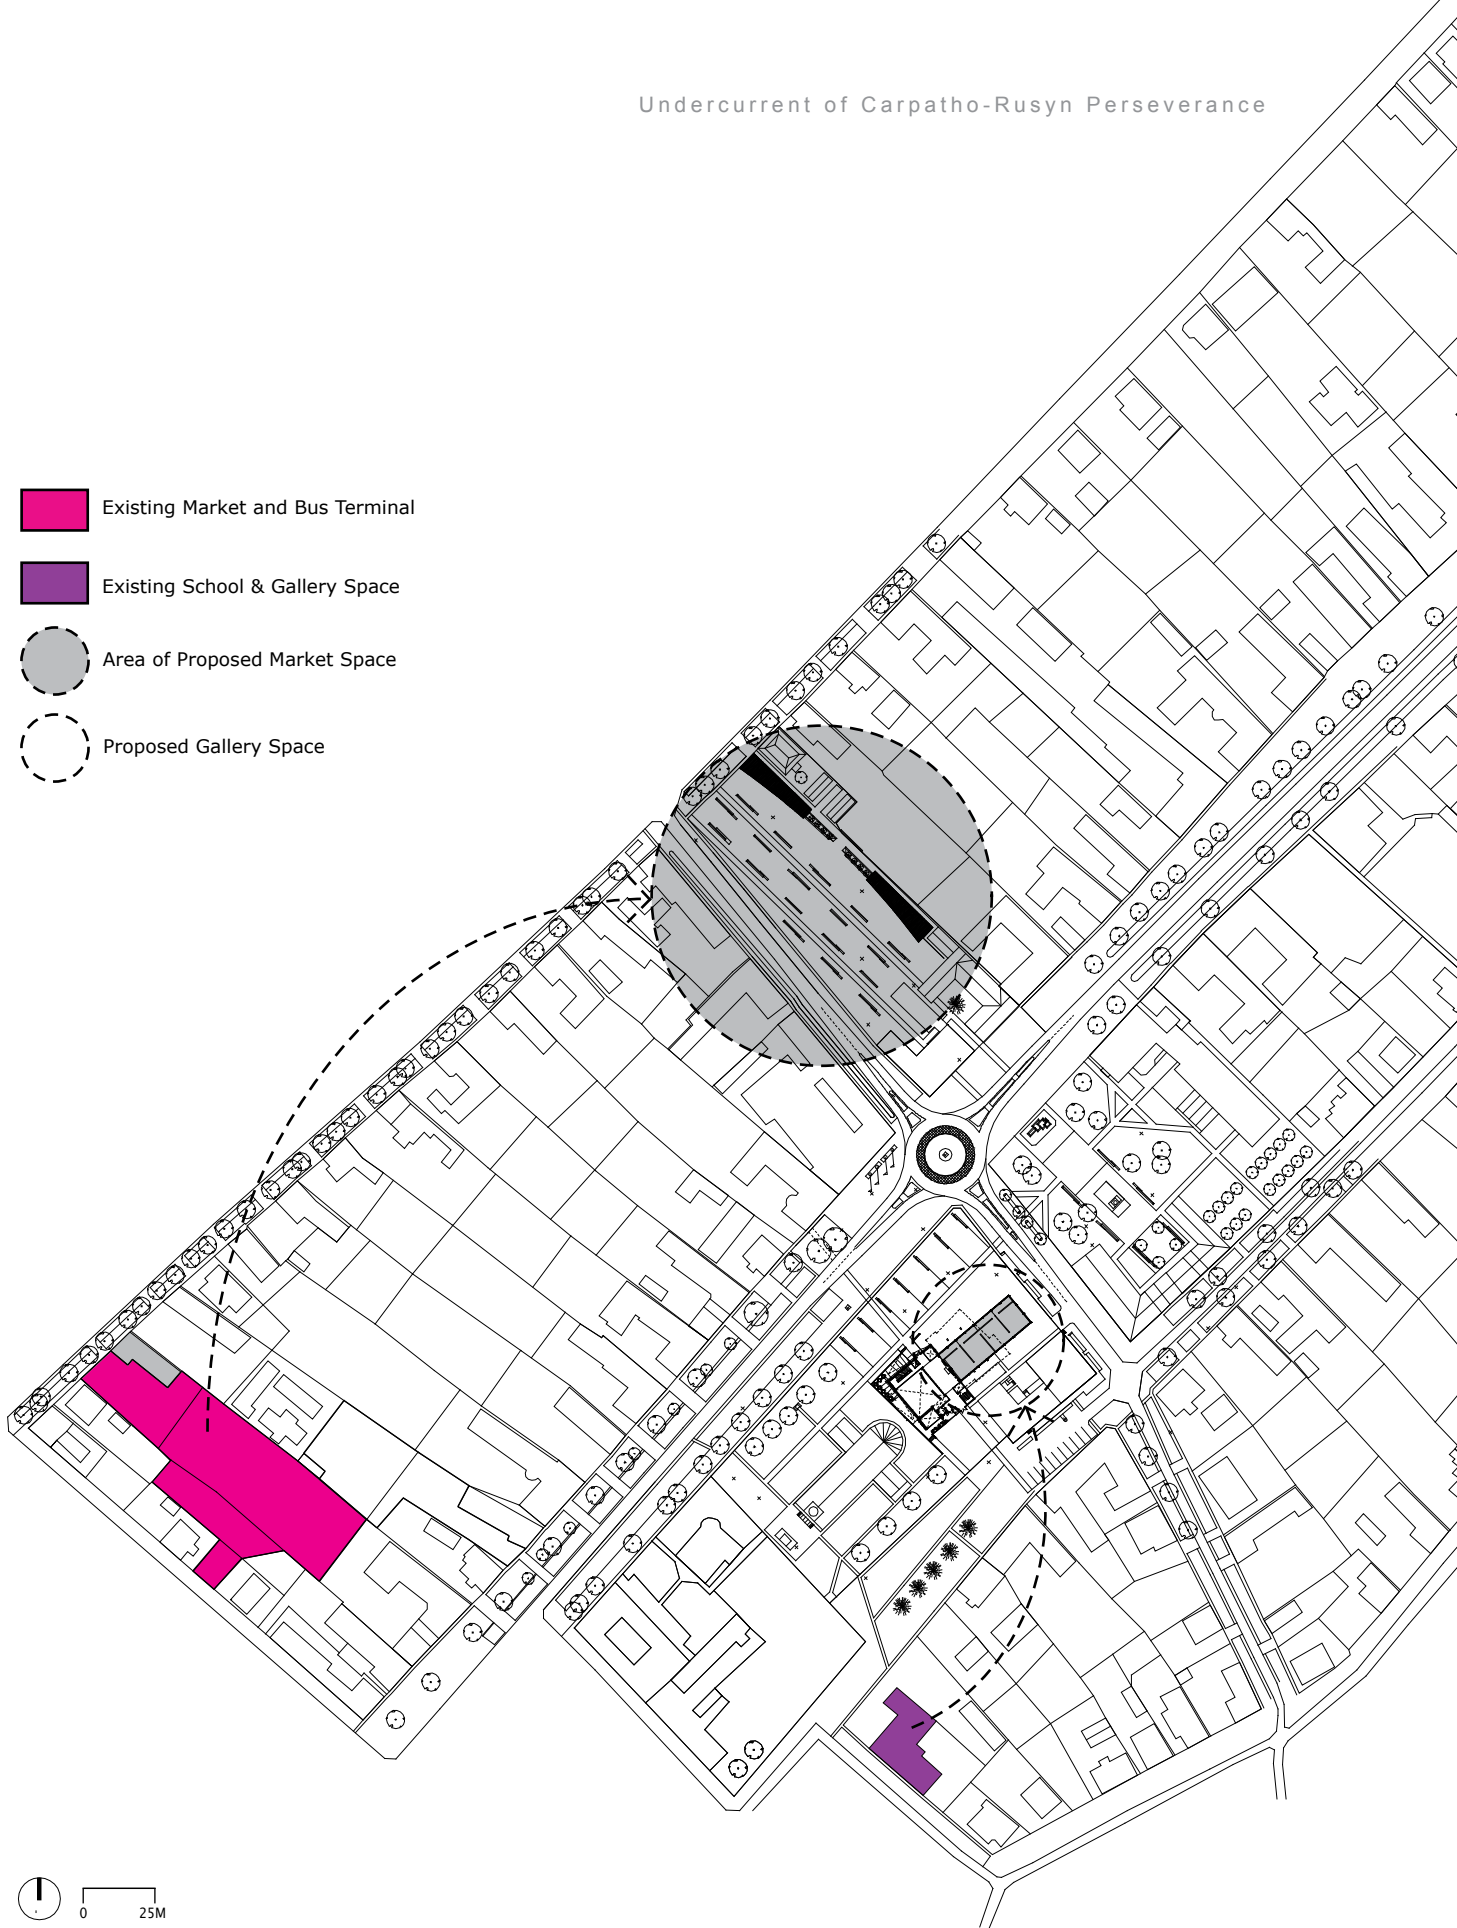 Undercurrent of Carpatho-Rusyn Perseverance
Existing Market and Bus Terminal
Existing School & Gallery Space
Area of Proposed Market Space
Proposed Gallery Space
0 25M